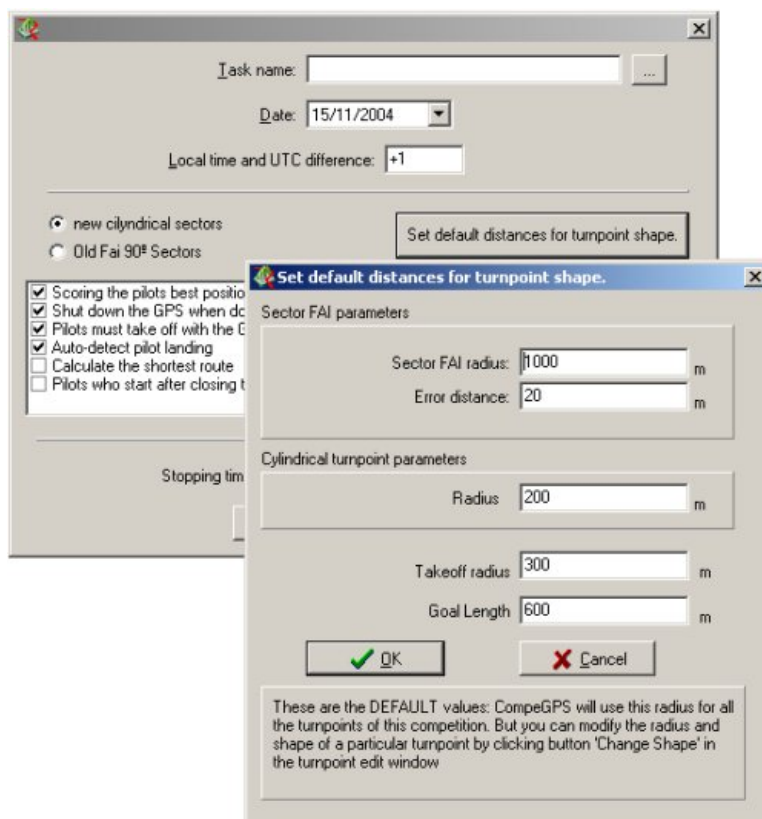 Task name:
...
Date: 15/11/2004
Local time and UTC difference: +1
new cilyndrical sectors
Old Fai 90º Sectors
Set default distances for turnpoint shape.
Scoring the pilots best positio
Shut down the GPS when do
Pilots must take off with the G
Auto-detect pilot landing
Calculate the shortest route
Pilots who start after closing t
Stopping tim
Set default distances for turnpoint shape.
Sector FAI parameters
Sector FAI radius: 1000 m
Error distance: 20 m
Cylindrical turnpoint parameters
Radius 200 m
Takeoff radius 300 m
Goal Length 600 m
OK
Cancel
These are the DEFAULT values: CompeGPS will use this radius for all
the turnpoints of this competition. But you can modify the radius and
shape of a particular turnpoint by clicking button 'Change Shape' in
the turnpoint edit window